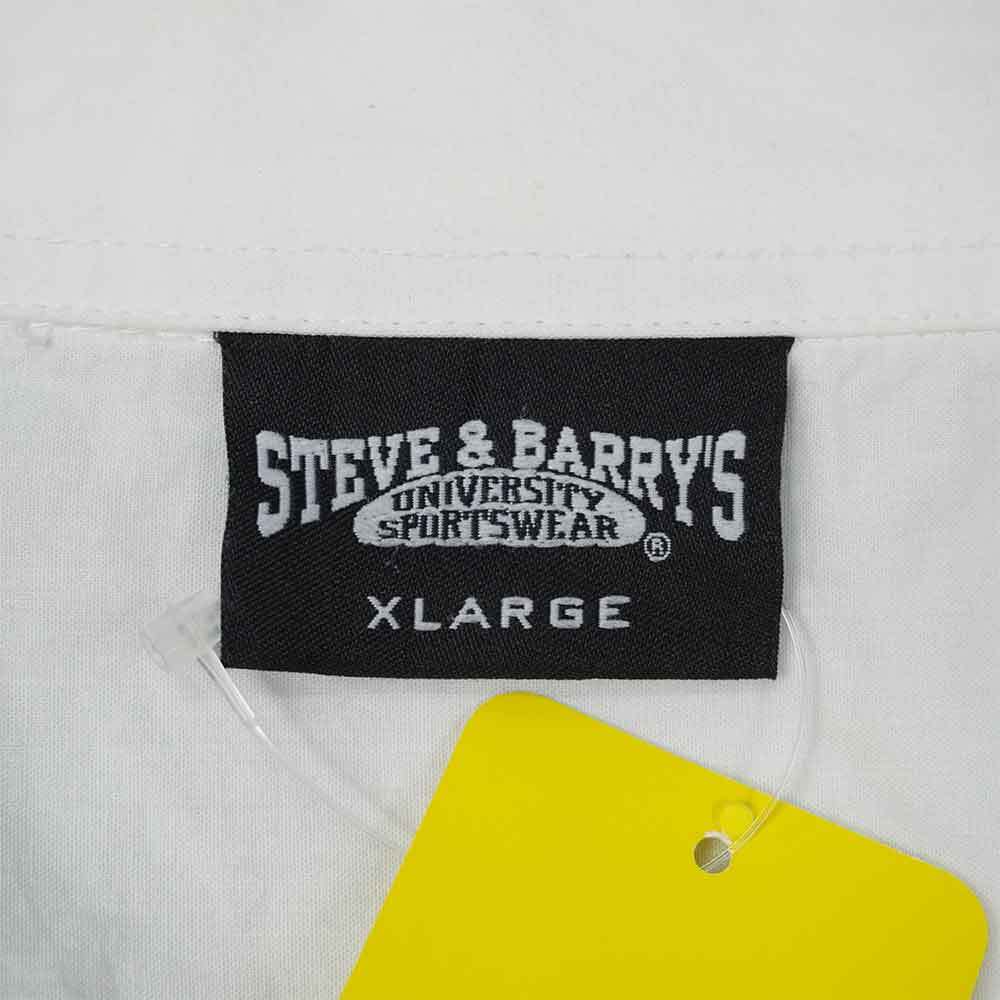 STEVE & BARRY'S
UNIVERSITY
SPORTSWEAR
®
XLARGE